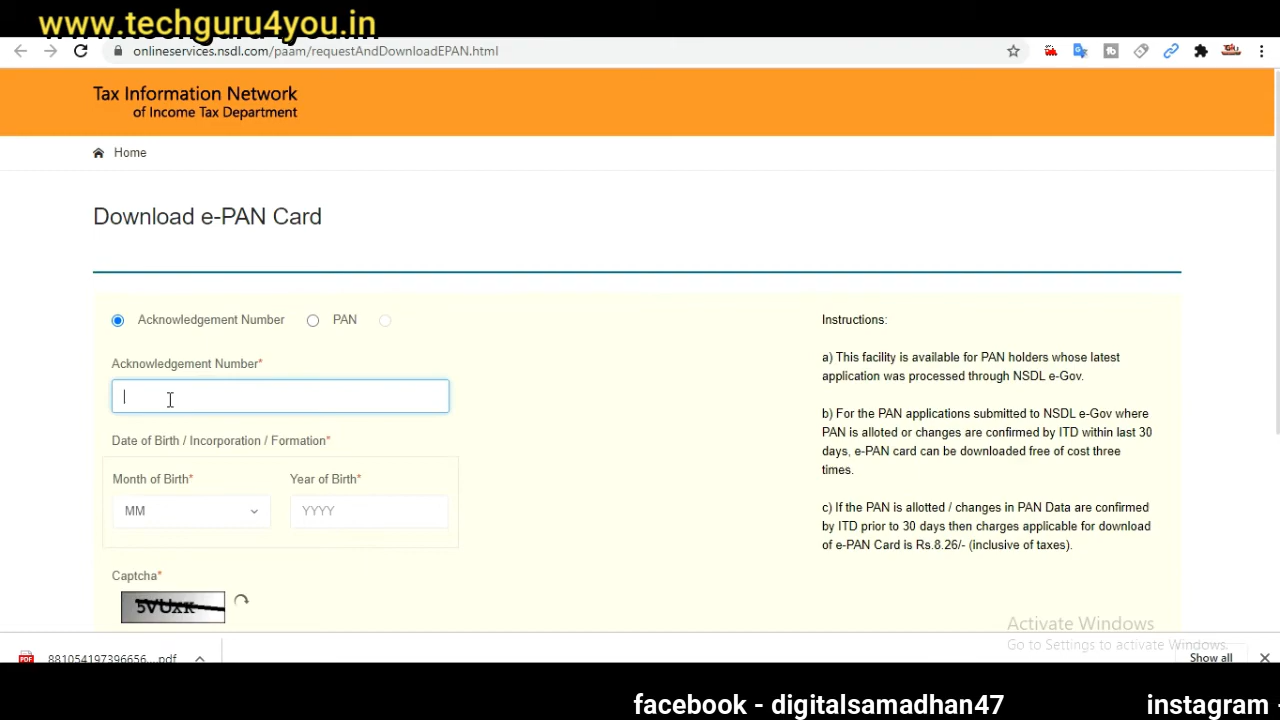 www.techguru4you.in
onlineservices.nsdl.com/paam/requestAndDownloadEPAN.html
Tax Information Network
of Income Tax Department
Home
Download e-PAN Card
Acknowledgement Number
PAN
Acknowledgement Number*
Date of Birth / Incorporation / Formation*
Month of Birth*
Year of Birth*
MM
YYYY
Captcha*
5VUxK
Instructions:
a) This facility is available for PAN holders whose latest
application was processed through NSDL e-Gov.
b) For the PAN applications submitted to NSDL e-Gov where
PAN is alloted or changes are confirmed by ITD within last 30
days, e-PAN card can be downloaded free of cost three
times.
c) If the PAN is allotted / changes in PAN Data are confirmed
by ITD prior to 30 days then charges applicable for download
of e-PAN Card is Rs.8.26/- (inclusive of taxes).
Activate Windows
Go to Settings to activate Windows.
881054197396656....pdf
Show all
facebook - digitalsamadhan47
instagram -